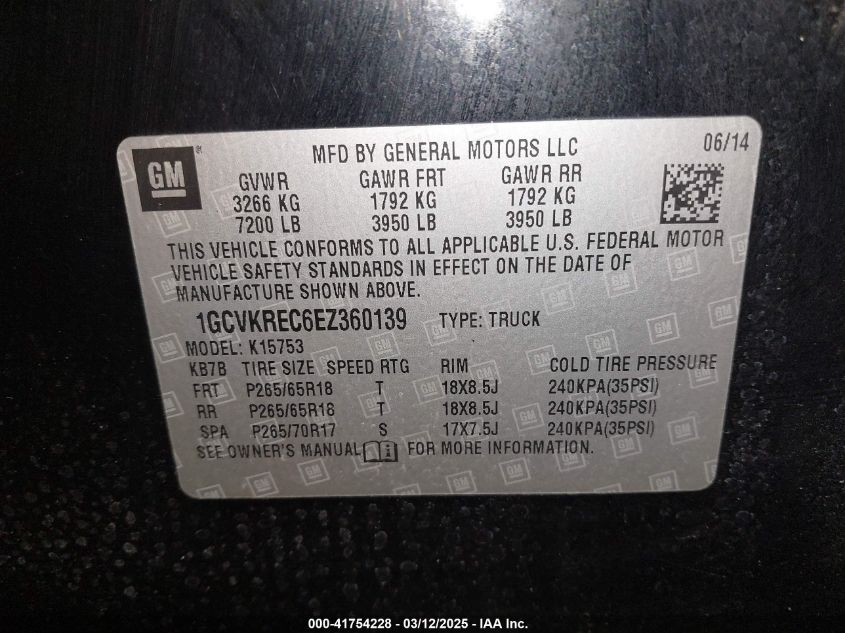 GM
®
MFD BY GENERAL MOTORS LLC 06/14
GVWR GAWR FRT GAWR RR
3266 KG 1792 KG 1792 KG
7200 LB 3950 LB 3950 LB
THIS VEHICLE CONFORMS TO ALL APPLICABLE U.S. FEDERAL MOTOR
VEHICLE SAFETY STANDARDS IN EFFECT ON THE DATE OF
MANUFACTURE SHOWN ABOVE.
1GCVKREC6EZ360139 TYPE: TRUCK
MODEL: K15753
KB7B TIRE SIZE SPEED RTG RIM COLD TIRE PRESSURE
FRT P265/65R18 T 18X8.5J 240KPA(35PSI)
RR P265/65R18 T 18X8.5J 240KPA(35PSI)
SPA P265/70R17 S 17X7.5J 240KPA(35PSI)
SEE OWNER'S MANUAL FOR MORE INFORMATION.
000-41754228 - 03/12/2025 - IAA Inc.